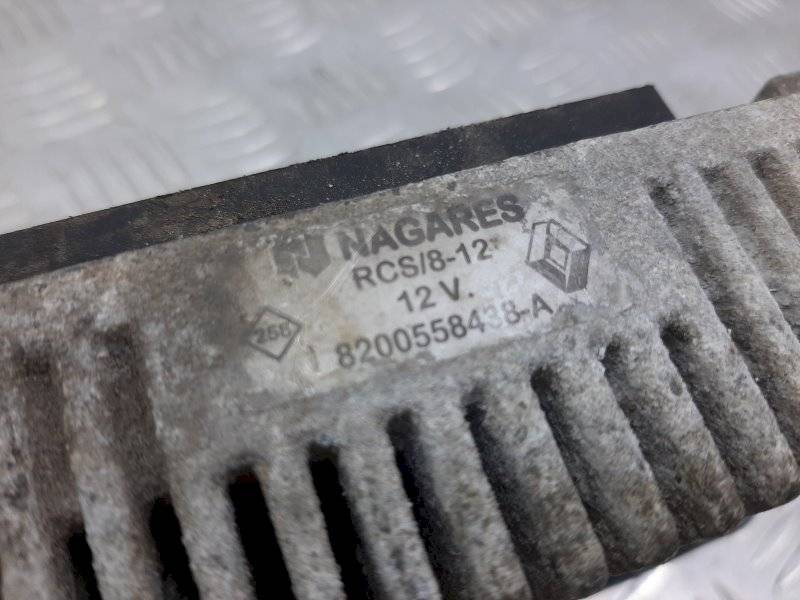 NAGARES
RCS/8-12
12 V.
8200558438-A